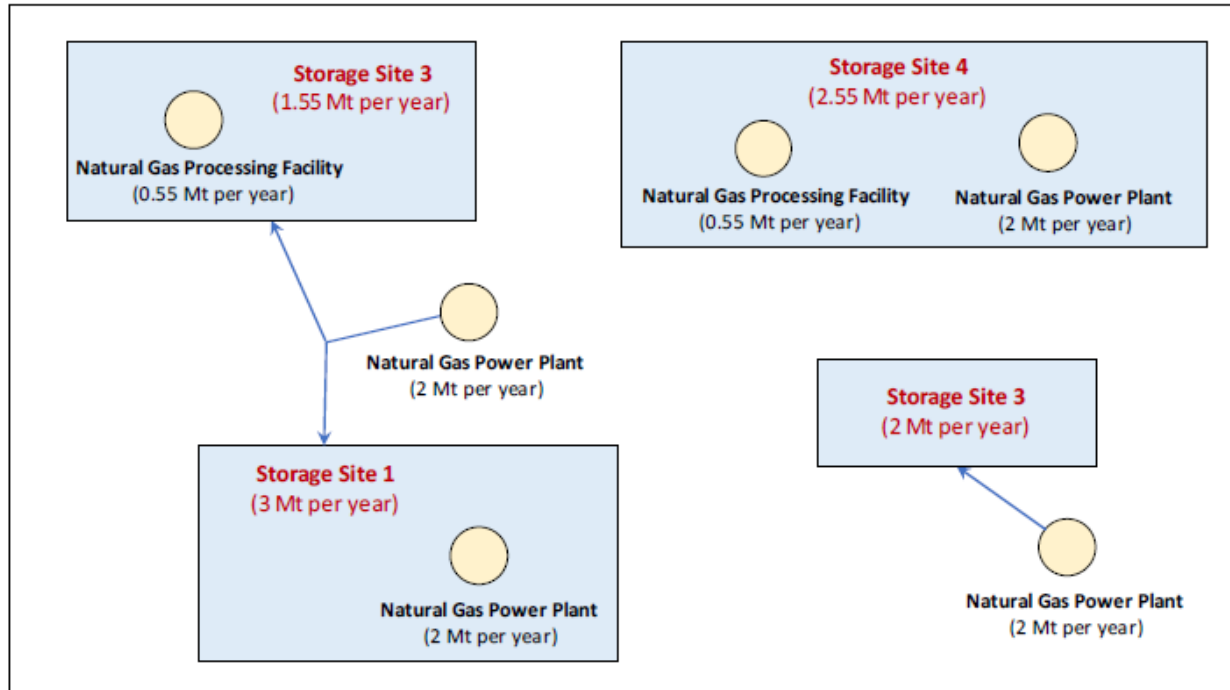 Storage Site 3
(1.55 Mt per year)
Natural Gas Processing Facility
(0.55 Mt per year)
Storage Site 4
(2.55 Mt per year)
Natural Gas Processing Facility
(0.55 Mt per year)
Natural Gas Power Plant
(2 Mt per year)
Natural Gas Power Plant
(2 Mt per year)
Storage Site 1
(3 Mt per year)
Natural Gas Power Plant
(2 Mt per year)
Storage Site 3
(2 Mt per year)
Natural Gas Power Plant
(2 Mt per year)